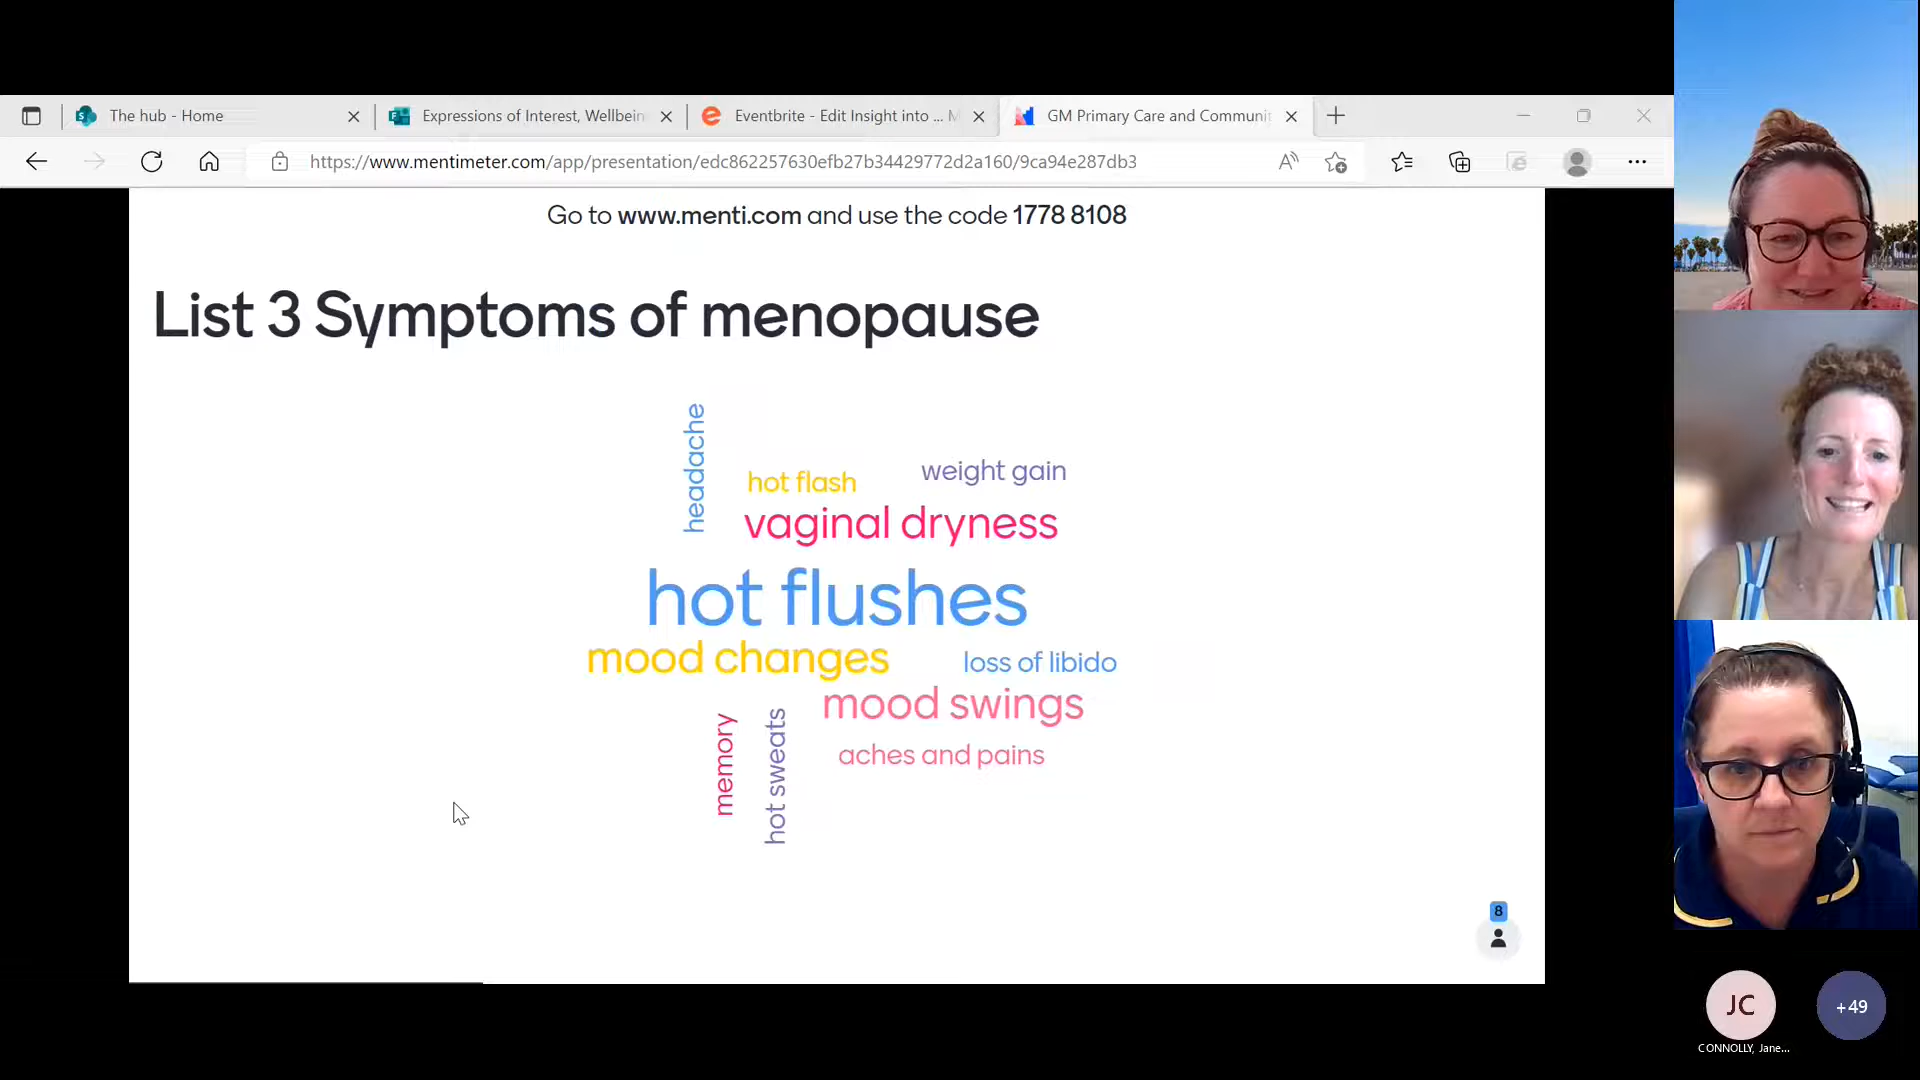 The hub - Home
Expressions of Interest, Wellbein
Eventbrite - Edit Insight into ... M
GM Primary Care and Communit
https://www.mentimeter.com/app/presentation/edc862257630efb27b34429772d2a160/9ca94e287db3
Go to www.menti.com and use the code 1778 8108
List 3 Symptoms of menopause
headache
hot flash
weight gain
vaginal dryness
hot flushes
mood changes
loss of libido
mood swings
memory
hot sweats
aches and pains
8
JC
+49
CONNOLLY, Jane...